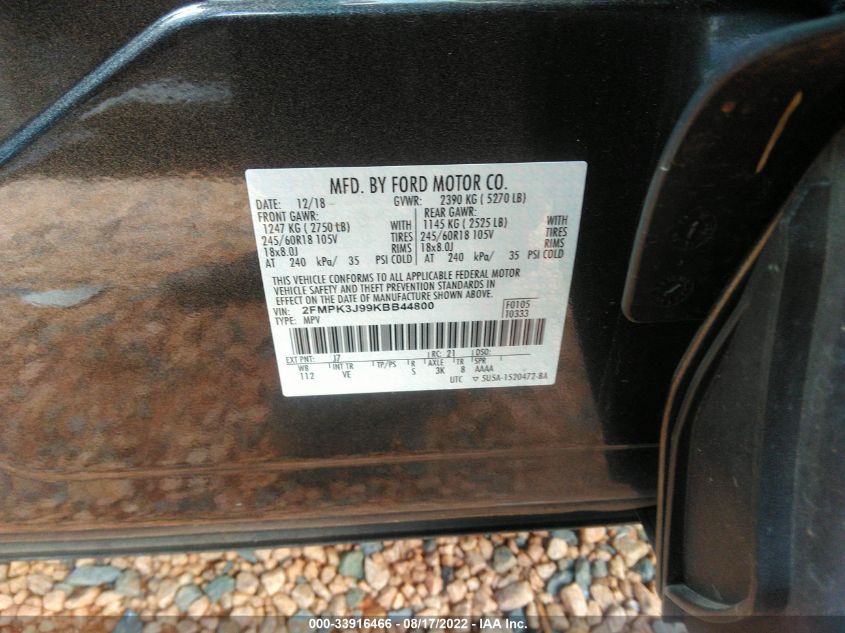 MFD. BY FORD MOTOR CO.
DATE: 12/18 GVWR: 2390 KG ( 5270 LB)
FRONT GAWR: REAR GAWR:
1247 KG ( 2750 LB) WITH 1145 KG ( 2525 LB) WITH
245/60R18 105V TIRES 245/60R18 105V TIRES
18x8.0J RIMS 18x8.0J RIMS
AT 240 kPa/ 35 PSI COLD AT 240 kPa/ 35 PSI COLD
THIS VEHICLE CONFORMS TO ALL APPLICABLE FEDERAL MOTOR
VEHICLE SAFETY AND THEFT PREVENTION STANDARDS IN
EFFECT ON THE DATE OF MANUFACTURE SHOWN ABOVE.
VIN: 2FMPK3J99KBB44800 F0105
TYPE: MPV T0333
EXT PNT: J7 RC: 21 DSO:
WB INT TR TP/PS R AXLE TR SPR
112 VE S 3K 8 AAAA
UTC ▽ 5U5A-1520472-BA
000-33916466 - 08/17/2022 - IAA Inc.